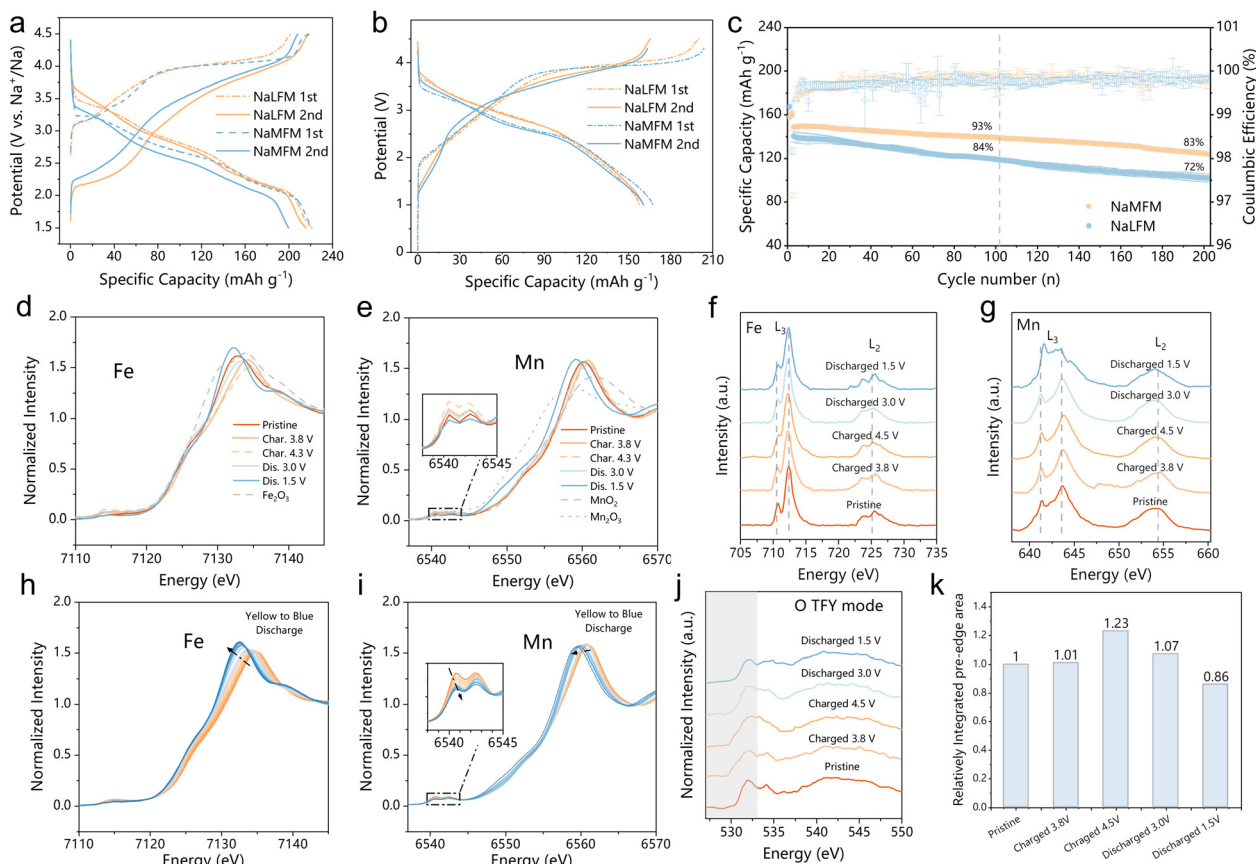 a
4.5
4.0
3.5
3.0
2.5
2.0
1.5
Potential (V vs. Na⁺/Na)
NaLFM 1st
NaLFM 2nd
NaMFM 1st
NaMFM 2nd
0 40 80 120 160 200 240
Specific Capacity (mAh g⁻¹)
b
4
3
2
1
0
Potential (V)
NaLFM 1st
NaLFM 2nd
NaMFM 1st
NaMFM 2nd
0 30 60 90 120 150 180 210
Specific Capacity (mAh g⁻¹)
c
240
200
160
120
80
40
Specific Capacity (mAh g⁻¹)
93%
84%
83%
72%
NaMFM
NaLFM
101
100
99
98
97
96
Coulumbic Efficiency (%)
0 20 40 60 80 100 120 140 160 180 200
Cycle number (n)
d
2.0
1.5
1.0
0.5
0.0
Normalized Intensity
Fe
Pristine
Char. 3.8 V
Char. 4.3 V
Dis. 3.0 V
Dis. 1.5 V
Fe₂O₃
7110 7120 7130 7140
Energy (eV)
e
2.0
1.5
1.0
0.5
0.0
Normalized Intensity
Mn
6540 6545
Pristine
Char. 3.8 V
Char. 4.3 V
Dis. 3.0 V
Dis. 1.5 V
MnO₂
Mn₂O₃
6540 6550 6560 6570
Energy (eV)
f
Intensity (a.u.)
Fe
L₃
L₂
Discharged 1.5 V
Discharged 3.0 V
Charged 4.5 V
Charged 3.8 V
Pristine
705 710 715 720 725 730 735
Energy (eV)
g
Intensity (a.u.)
Mn
L₃
L₂
Discharged 1.5 V
Discharged 3.0 V
Charged 4.5 V
Charged 3.8 V
Pristine
640 645 650 655 660
Energy (eV)
h
2.0
1.5
1.0
0.5
0.0
Normalized Intensity
Fe
Yellow to Blue
Discharge
7110 7120 7130 7140
Energy (eV)
i
2.0
1.5
1.0
0.5
0.0
Normalized Intensity
Mn
Yellow to Blue
Discharge
6540 6545
6540 6550 6560 6570
Energy (eV)
j
Normalized Intensity (a.u.)
O TFY mode
Discharged 1.5 V
Discharged 3.0 V
Charged 4.5 V
Charged 3.8 V
Pristine
530 535 540 545 550
Energy (eV)
k
1.4
1.2
1.0
0.8
0.6
0.4
0.2
0.0
Relatively Integrated pre-edge area
1
1.01
1.23
1.07
0.86
Pristine
Charged 3.8V
Chraged 4.5V
Discharged 3.0V
Discharged 1.5V